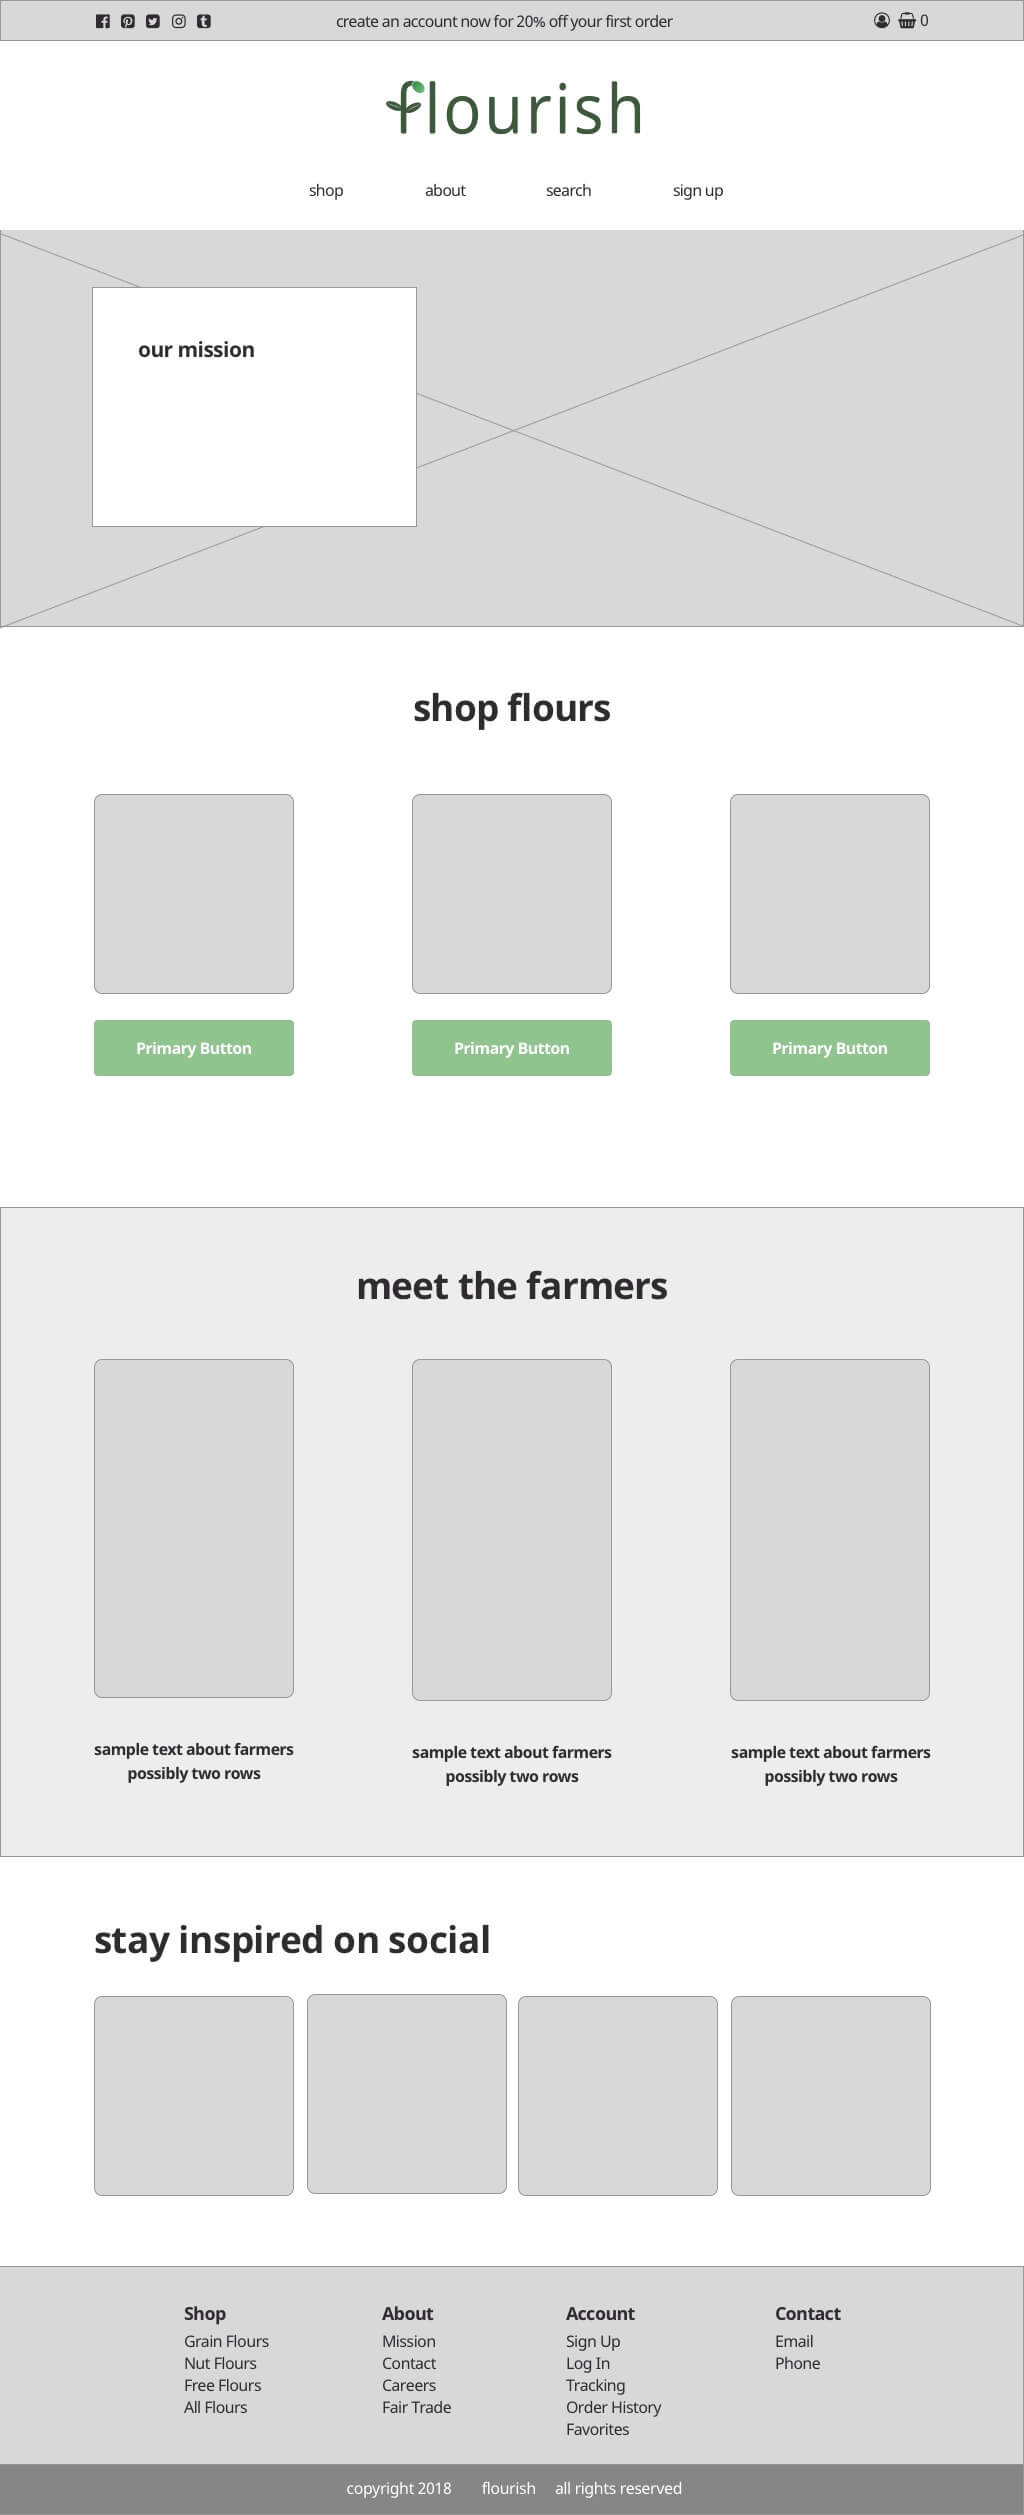 create an account now for 20% off your first order
0
flourish
shop about search sign up
our mission
shop flours
Primary Button Primary Button Primary Button
meet the farmers
sample text about farmers
possibly two rows
sample text about farmers
possibly two rows
sample text about farmers
possibly two rows
stay inspired on social
Shop
Grain Flours
Nut Flours
Free Flours
All Flours
About
Mission
Contact
Careers
Fair Trade
Account
Sign Up
Log In
Tracking
Order History
Favorites
Contact
Email
Phone
copyright 2018 flourish all rights reserved